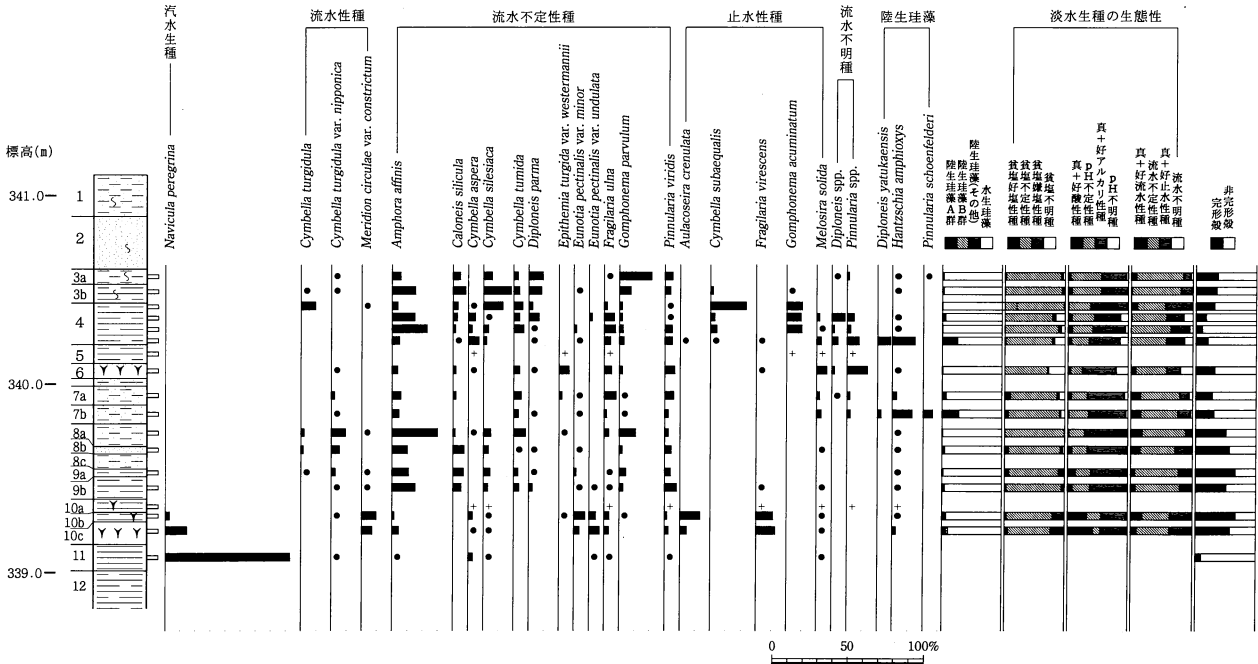 汽水生種
流水性種
流水不定性種
止水性種
流水不明種
陸生珪藻
淡水生種の生態性
標高(m)
341.0
340.0
339.0
1
2
3a
3b
4
5
6
7a
7b
8a
8b
8c
9a
9b
10a
10b
10c
11
12
Navicula peregrina
Cymbella turgidula
Cymbella turgidula var. nipponica
Meridion circulae var. constrictum
Amphora affinis
Caloneis silicula
Cymbella aspera
Cymbella silesiaca
Cymbella tumida
Diploneis parma
Epithemia turgida var. westermannii
Eunotia pectinalis var. minor
Eunotia pectinalis var. undulata
Fragilaria ulna
Gomphonema parvulum
Pinnularia viridis
Aulacoseira crenulata
Cymbella subaequalis
Fragilaria virescens
Gomphonema acuminatum
Melosira solida
Diploneis spp.
Pinnularia spp.
Diploneis yatukaensis
Hantzschia amphioxys
Pinnularia schoenfelderi
陸生珪藻A群
陸生珪藻B群
陸生珪藻(その他)
水生珪藻
貧塩好塩性種
貧塩不定性種
貧塩嫌塩性種
貧塩不明種
真+好酸性種
pH不定性種
真+好アルカリ性種
pH不明種
真+好流水性種
流水不定性種
真+好止水性種
流水不明種
完形殻
非完形殻
0 50 100%